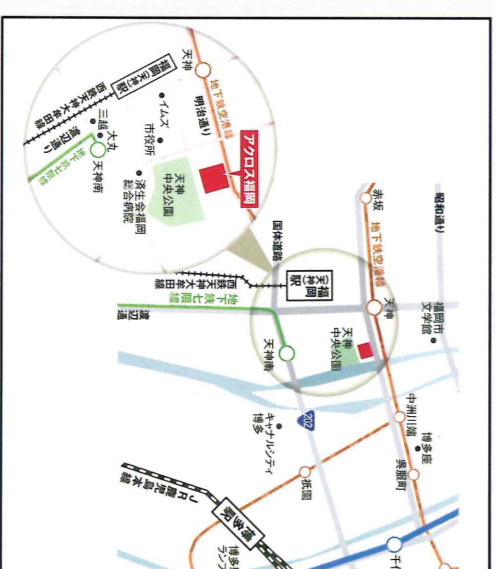 天神
地下鉄空港線
明治通り
アクロス福岡
福岡
(天神)駅
西鉄天神大牟田線
イムズ
市役所
天神
中央公園
三越
大丸
渡辺通り
天神南
地下鉄七隈線
済生会福岡
総合病院
昭和通り
赤坂
地下鉄空港線
天神
福岡市
文学館
国体道路
福岡
(天神)
駅
西鉄天神大牟田線
地下鉄七隈線
渡辺通
天神
中央公園
天神南
中洲川端
博多座
呉服町
202
キャナルシティ
博多
祇園
博多駅
JR鹿児島本線
千代